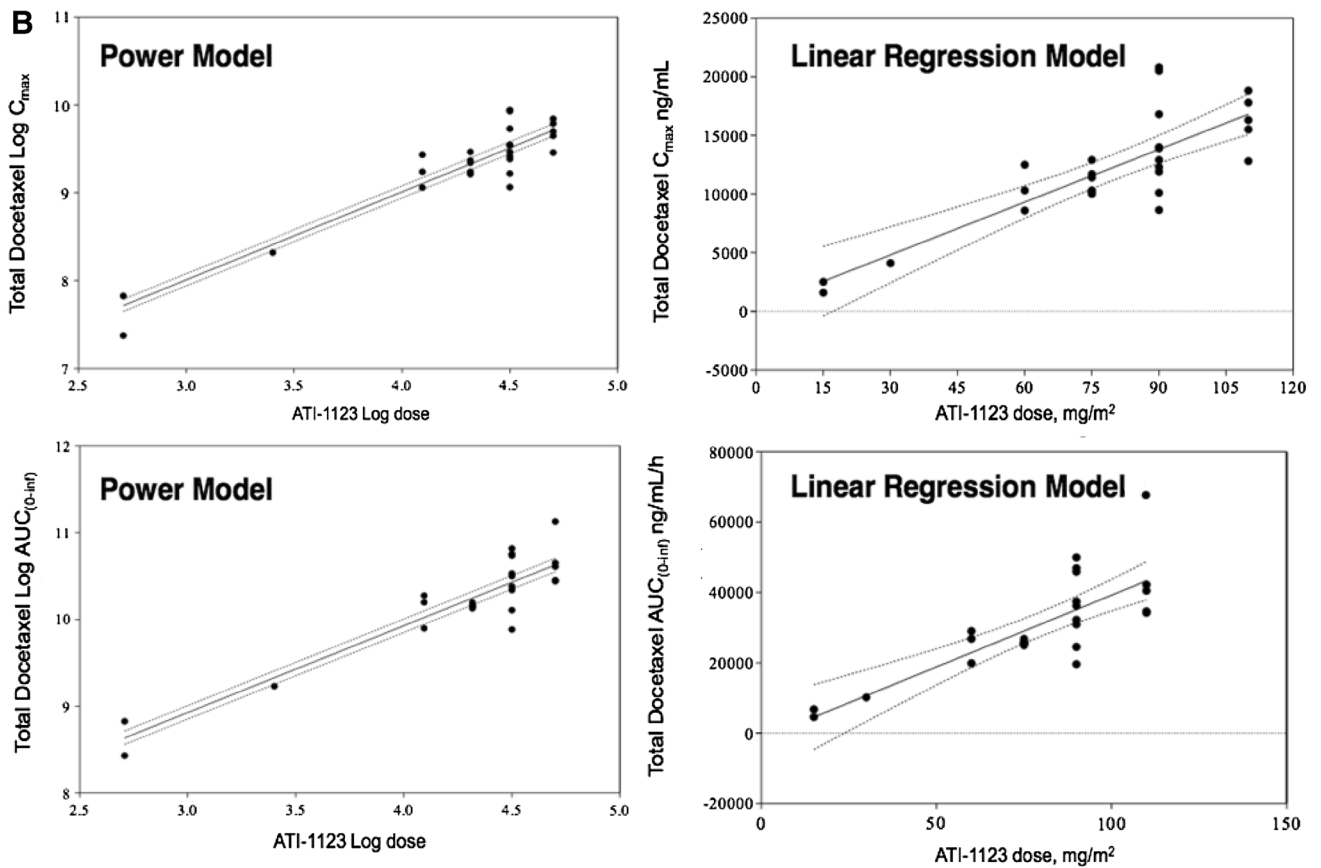 B
Power Model
Total Docetaxel Log Cmax
11
10
9
8
7
2.5 3.0 3.5 4.0 4.5 5.0
ATI-1123 Log dose
Linear Regression Model
Total Docetaxel Cmax ng/mL
25000
20000
15000
10000
5000
0
-5000
0 15 30 45 60 75 90 105 120
ATI-1123 dose, mg/m²
Power Model
Total Docetaxel Log AUC(0-inf)
12
11
10
9
8
2.5 3.0 3.5 4.0 4.5 5.0
ATI-1123 Log dose
Linear Regression Model
Total Docetaxel AUC(0-inf) ng/mL/h
80000
60000
40000
20000
0
-20000
0 50 100 150
ATI-1123 dose, mg/m²